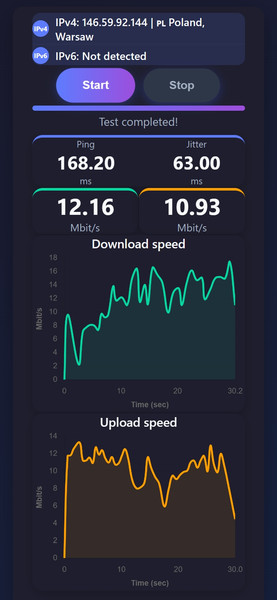 IPv4 IPv4: 146.59.92.144 | PL Poland,
Warsaw
IPv6 IPv6: Not detected
Start Stop
Test completed!
Ping Jitter
168.20 63.00
ms ms
12.16 10.93
Mbit/s Mbit/s
Download speed
18
16
14
12
10
8
6
4
2
0
Mbit/s
0 10 20 30.2
Time (sec)
Upload speed
14
12
10
8
6
4
2
0
Mbit/s
0 10 20 30.0
Time (sec)